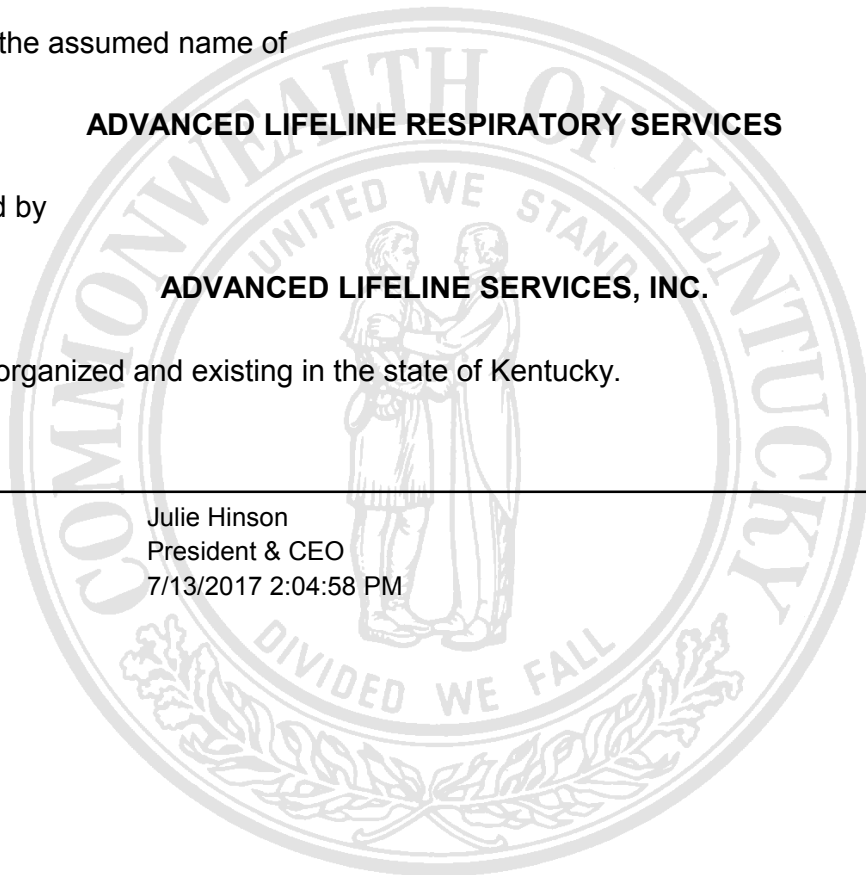 the assumed name of
ADVANCED LIFELINE RESPIRATORY SERVICES
d by
ADVANCED LIFELINE SERVICES, INC.
organized and existing in the state of Kentucky.
Julie Hinson
President & CEO
7/13/2017 2:04:58 PM
COMMONWEALTH OF KENTUCKY
UNITED WE STAND
DIVIDED WE FALL